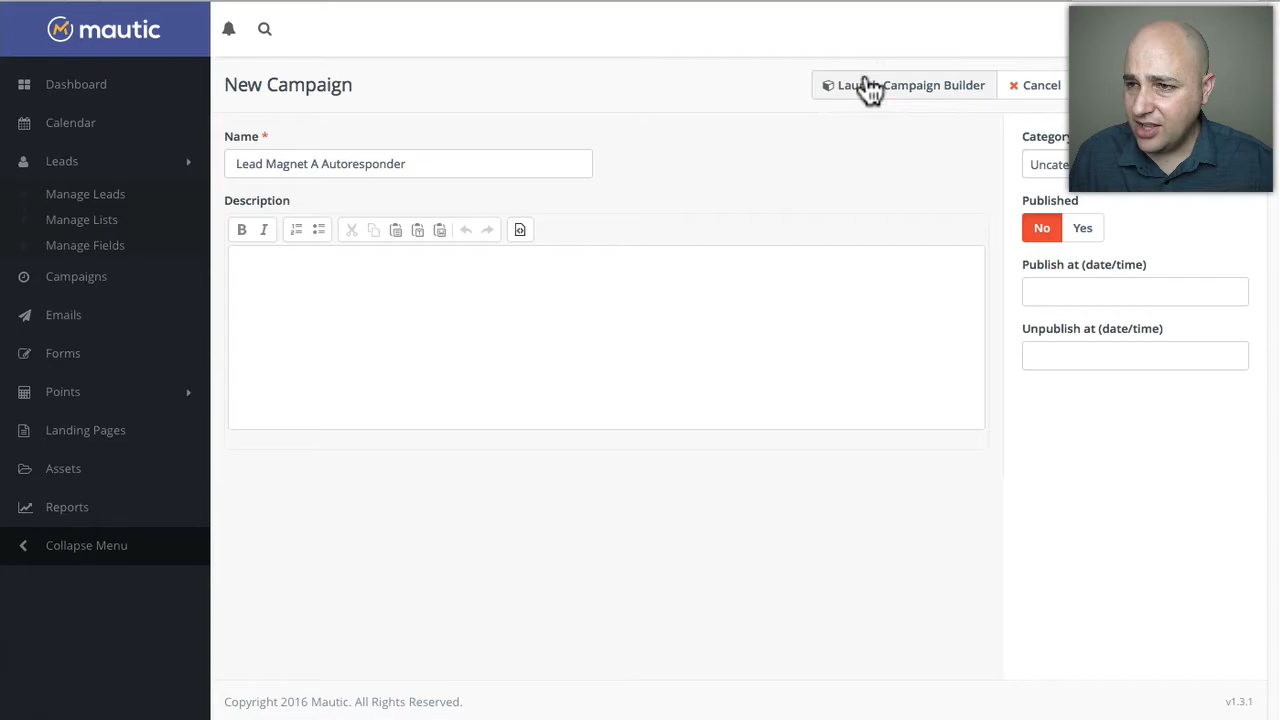 mautic
Dashboard
Calendar
Leads
Manage Leads
Manage Lists
Manage Fields
Campaigns
Emails
Forms
Points
Landing Pages
Assets
Reports
Collapse Menu
New Campaign
Campaign Builder
Cancel
Name *
Lead Magnet A Autoresponder
Description
B I
Published
No Yes
Publish at (date/time)
Unpublish at (date/time)
Copyright 2016 Mautic. All Rights Reserved.
v1.3.1